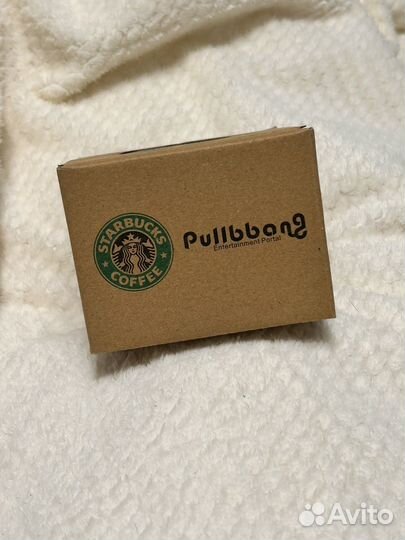 STARBUCKS
COFFEE
Pullbbang
Entertainment Portal
Avito